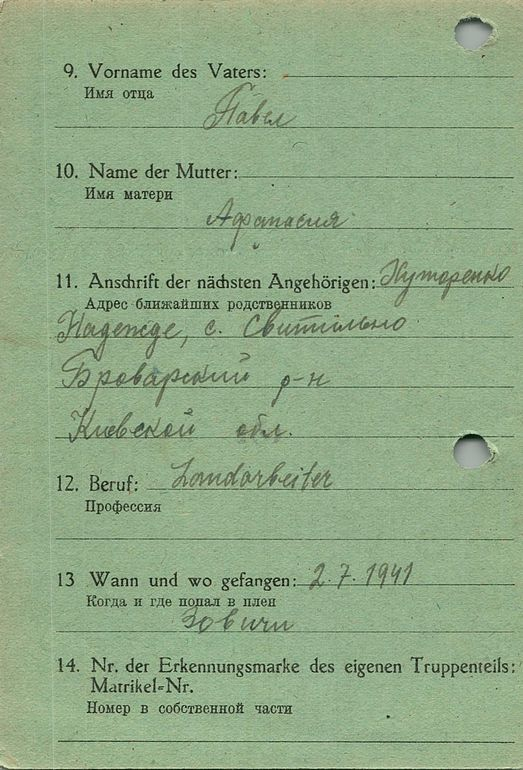 9. Vorname des Vaters:
Имя отца
Павел
10. Name der Mutter:
Имя матери
Афанасия
11. Anschrift der nächsten Angehörigen:
Адрес ближайших родственников
Надежде, с. Свитильно
Броварский р-н
Киевской обл.
12. Beruf: Landarbeiter
Профессия
13 Wann und wo gefangen: 2.7.1941
Когда и где попал в плен
14. Nr. der Erkennungsmarke des eigenen Truppenteils:
Matrikel=Nr.
Номер в собственной части